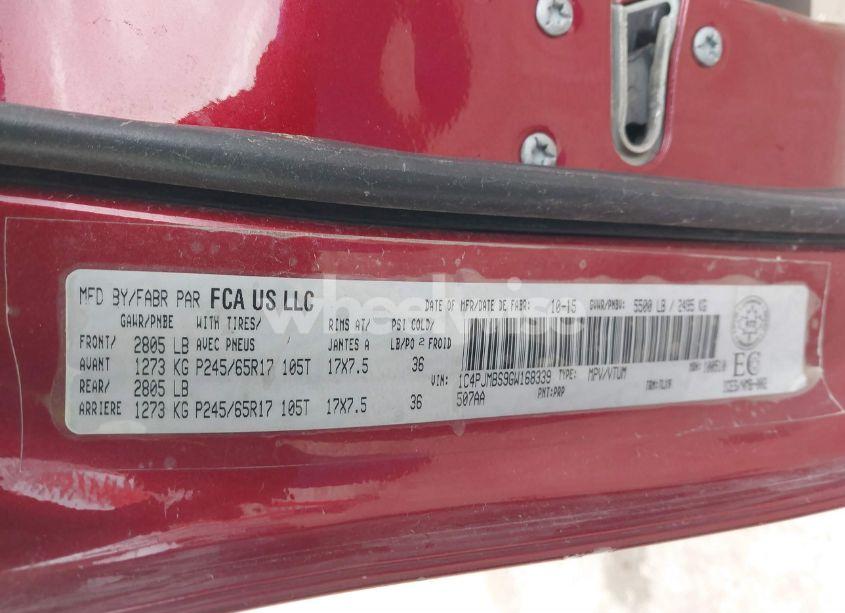 MFD BY/FABR PAR FCA US LLC
DATE OF MFR/DATE DE FABR: 10-15 GVWR/PNBV: 5500 LB / 2495 KG
GAWR/PNBE WITH TIRES/ RIMS AT/ PSI COLD/
FRONT/ 2805 LB AVEC PNEUS JANTES A LB/PO2 FROID
AVANT 1273 KG P245/65R17 105T 17X7.5 36
REAR/ 2805 LB
ARRIERE 1273 KG P245/65R17 105T 17X7.5 36
VIN: 1C4PJMBS9GW168339 TYPE: MPV/VTUM
507AA PNT:PRP
EC
wheelwise